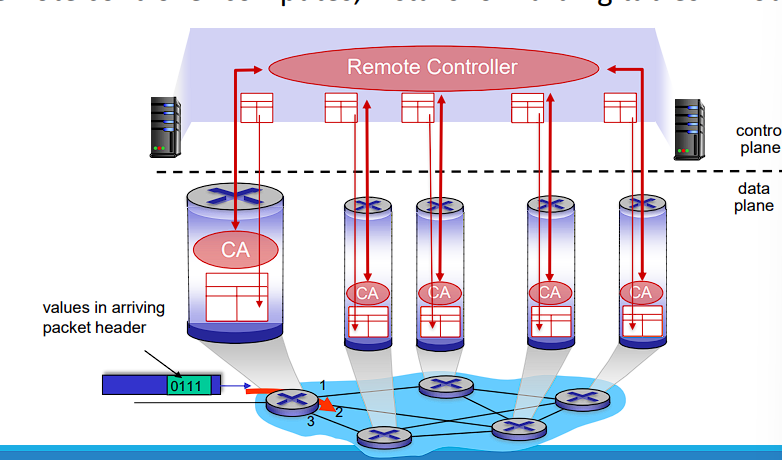 Remote Controller
contro
plane
data
plane
CA
CA
CA
CA
CA
values in arriving
packet header
0111
1
2
3